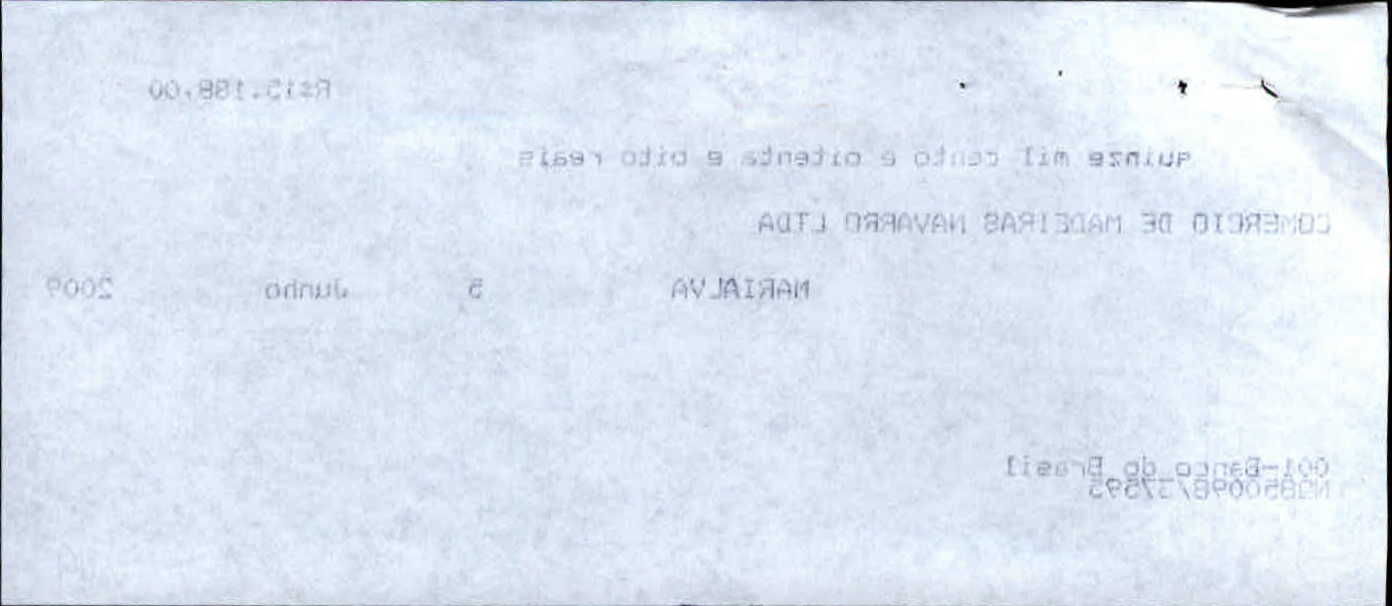 R$15.188,00
quinze mil cento e oitenta e oito reais
COMERCIO DE MADEIRAS NAVARRO LTDA
MARIALVA 5 Junho 2009
001-Banco do Brasil